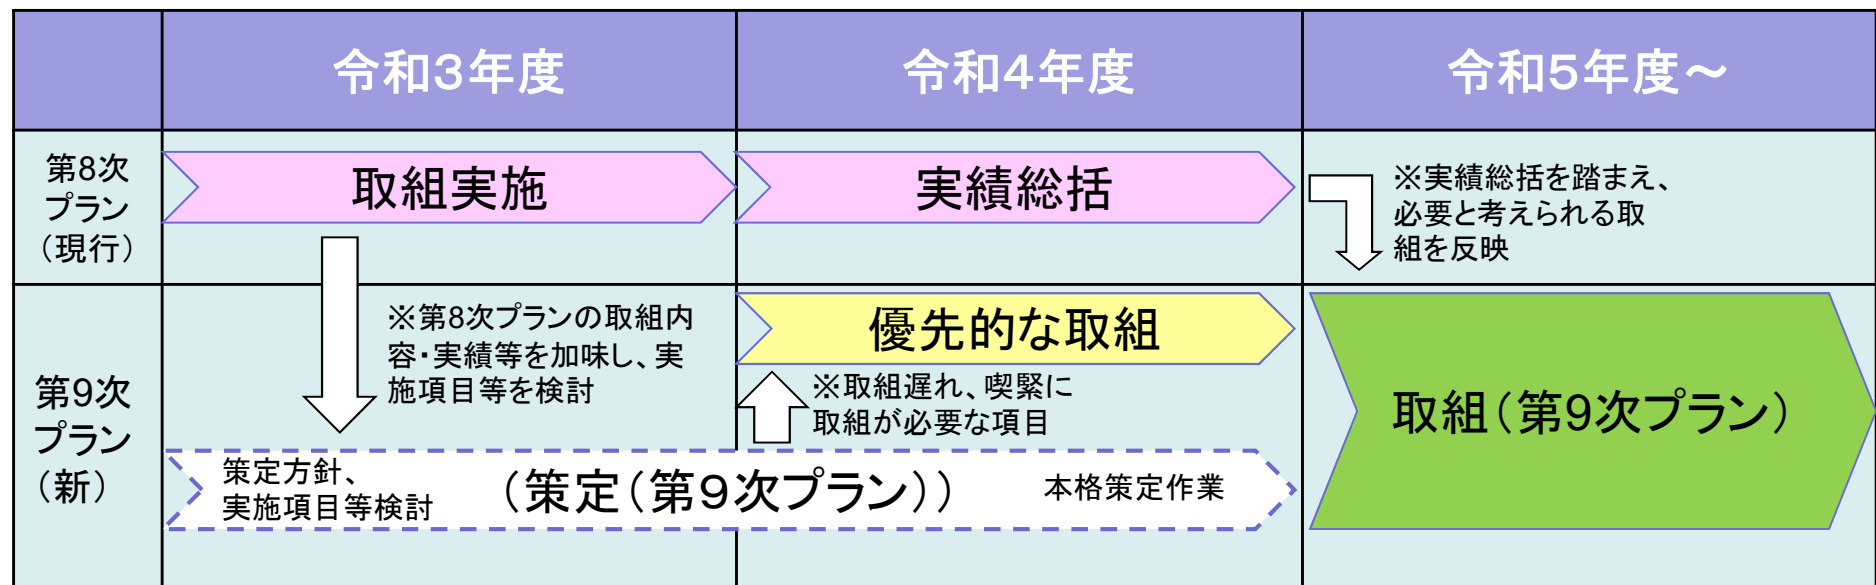 令和3年度
令和4年度
令和5年度～
第8次
プラン
（現行）
取組実施
実績総括
※実績総括を踏まえ、
必要と考えられる取
組を反映
第9次
プラン
（新）
※第8次プランの取組内
容・実績等を加味し、実
施項目等を検討
優先的な取組
※取組遅れ、喫緊に
取組が必要な項目
策定方針、
実施項目等検討
（策定（第９次プラン））
本格策定作業
取組（第9次プラン）